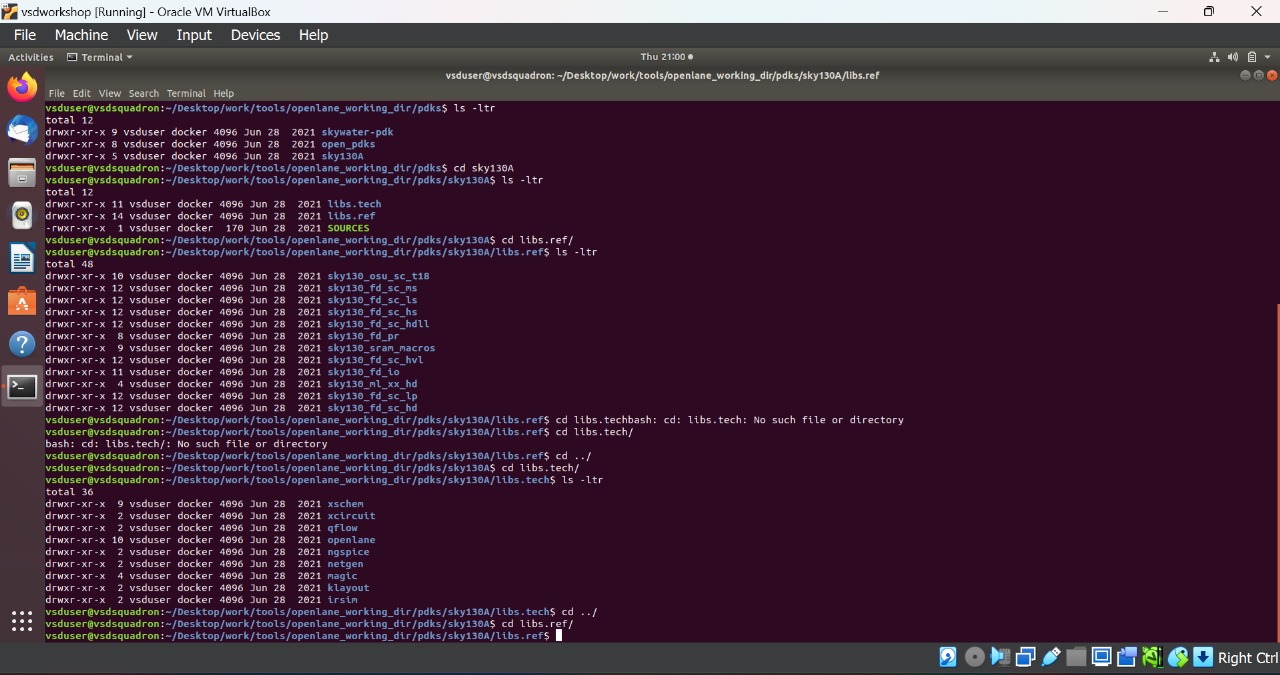 vsdworkshop [Running] - Oracle VM VirtualBox
File Machine View Input Devices Help
Activities Terminal Thu 21:00
vsduser@vsdsquadron: ~/Desktop/work/tools/openlane_working_dir/pdks/sky130A/libs.ref
File Edit View Search Terminal Help
vsduser@vsdsquadron:~/Desktop/work/tools/openlane_working_dir/pdks$ ls -ltr
total 12
drwxr-xr-x 9 vsduser docker 4096 Jun 28  2021 skywater-pdk
drwxr-xr-x 8 vsduser docker 4096 Jun 28  2021 open_pdks
drwxr-xr-x 5 vsduser docker 4096 Jun 28  2021 sky130A
vsduser@vsdsquadron:~/Desktop/work/tools/openlane_working_dir/pdks$ cd sky130A
vsduser@vsdsquadron:~/Desktop/work/tools/openlane_working_dir/pdks/sky130A$ ls -ltr
total 12
drwxr-xr-x 11 vsduser docker 4096 Jun 28  2021 libs.tech
drwxr-xr-x 14 vsduser docker 4096 Jun 28  2021 libs.ref
-rwxr-xr-x  1 vsduser docker  170 Jun 28  2021 SOURCES
vsduser@vsdsquadron:~/Desktop/work/tools/openlane_working_dir/pdks/sky130A$ cd libs.ref/
vsduser@vsdsquadron:~/Desktop/work/tools/openlane_working_dir/pdks/sky130A/libs.ref$ ls -ltr
total 48
drwxr-xr-x 10 vsduser docker 4096 Jun 28  2021 sky130_osu_sc_t18
drwxr-xr-x 12 vsduser docker 4096 Jun 28  2021 sky130_fd_sc_ms
drwxr-xr-x 12 vsduser docker 4096 Jun 28  2021 sky130_fd_sc_ls
drwxr-xr-x 12 vsduser docker 4096 Jun 28  2021 sky130_fd_sc_hs
drwxr-xr-x 12 vsduser docker 4096 Jun 28  2021 sky130_fd_sc_hdll
drwxr-xr-x  8 vsduser docker 4096 Jun 28  2021 sky130_fd_pr
drwxr-xr-x  9 vsduser docker 4096 Jun 28  2021 sky130_sram_macros
drwxr-xr-x 12 vsduser docker 4096 Jun 28  2021 sky130_fd_sc_hvl
drwxr-xr-x 11 vsduser docker 4096 Jun 28  2021 sky130_fd_io
drwxr-xr-x  4 vsduser docker 4096 Jun 28  2021 sky130_ml_xx_hd
drwxr-xr-x 12 vsduser docker 4096 Jun 28  2021 sky130_fd_sc_lp
drwxr-xr-x 12 vsduser docker 4096 Jun 28  2021 sky130_fd_sc_hd
vsduser@vsdsquadron:~/Desktop/work/tools/openlane_working_dir/pdks/sky130A/libs.ref$ cd libs.techbash: cd: libs.tech: No such file or directory
vsduser@vsdsquadron:~/Desktop/work/tools/openlane_working_dir/pdks/sky130A/libs.ref$ cd libs.tech/
bash: cd: libs.tech/: No such file or directory
vsduser@vsdsquadron:~/Desktop/work/tools/openlane_working_dir/pdks/sky130A/libs.ref$ cd ../
vsduser@vsdsquadron:~/Desktop/work/tools/openlane_working_dir/pdks/sky130A$ cd libs.tech/
vsduser@vsdsquadron:~/Desktop/work/tools/openlane_working_dir/pdks/sky130A/libs.tech$ ls -ltr
total 36
drwxr-xr-x  9 vsduser docker 4096 Jun 28  2021 xschem
drwxr-xr-x  2 vsduser docker 4096 Jun 28  2021 xcircuit
drwxr-xr-x  2 vsduser docker 4096 Jun 28  2021 qflow
drwxr-xr-x 10 vsduser docker 4096 Jun 28  2021 openlane
drwxr-xr-x  2 vsduser docker 4096 Jun 28  2021 ngspice
drwxr-xr-x  2 vsduser docker 4096 Jun 28  2021 netgen
drwxr-xr-x  4 vsduser docker 4096 Jun 28  2021 magic
drwxr-xr-x  2 vsduser docker 4096 Jun 28  2021 klayout
drwxr-xr-x  2 vsduser docker 4096 Jun 28  2021 irsim
vsduser@vsdsquadron:~/Desktop/work/tools/openlane_working_dir/pdks/sky130A/libs.tech$ cd ../
vsduser@vsdsquadron:~/Desktop/work/tools/openlane_working_dir/pdks/sky130A$ cd libs.ref/
vsduser@vsdsquadron:~/Desktop/work/tools/openlane_working_dir/pdks/sky130A/libs.ref$
Right Ctrl